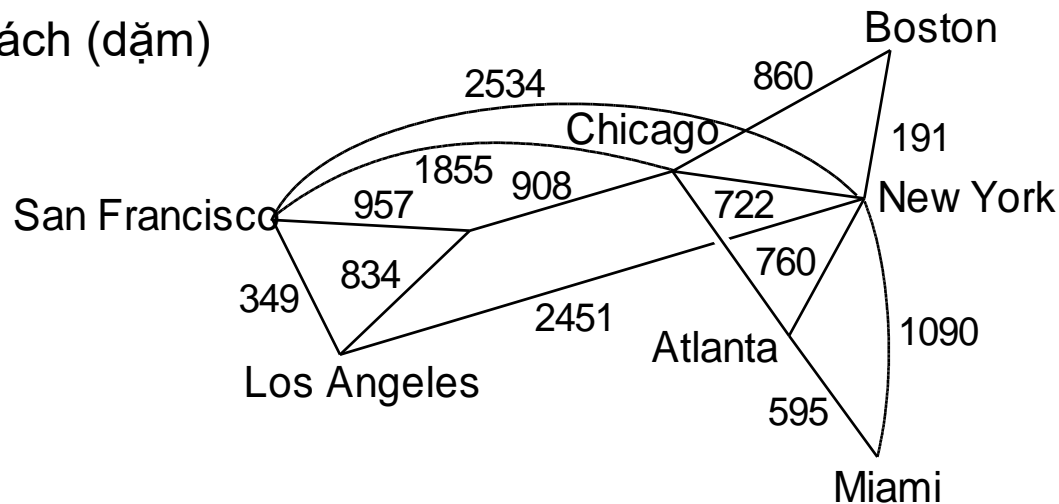 ách (dặm)
Boston
860
2534
Chicago
191
1855
908
San Francisco
957
722
New York
834
760
349
2451
Atlanta
1090
Los Angeles
595
Miami